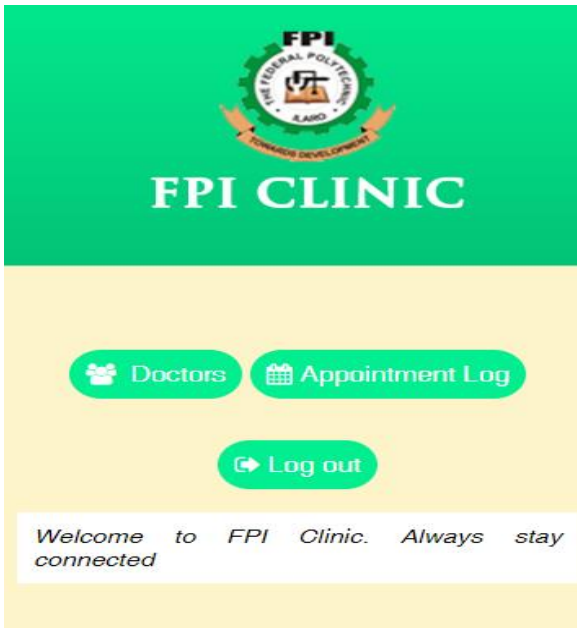 FPI
THE FEDERAL POLYTECHNIC
ILARO
TOWARDS DEVELOPMENT
FPI CLINIC
Doctors
Appointment Log
Log out
Welcome to FPI Clinic. Always stay
connected